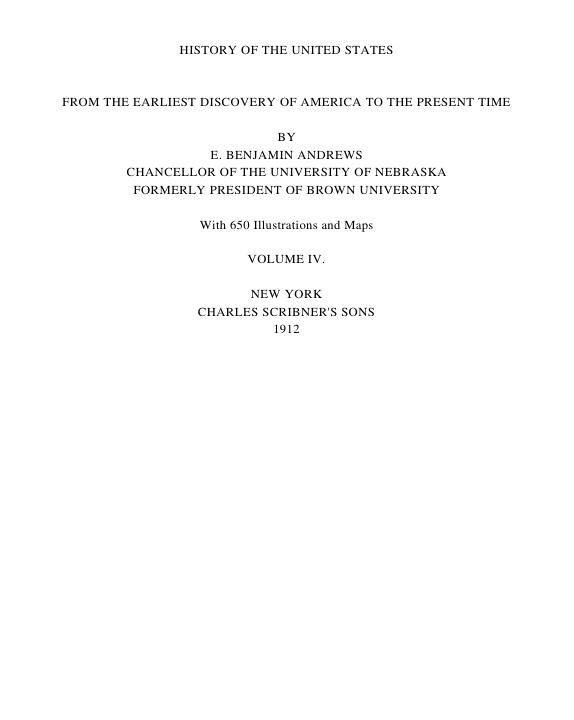 HISTORY OF THE UNITED STATES
FROM THE EARLIEST DISCOVERY OF AMERICA TO THE PRESENT TIME
BY
E. BENJAMIN ANDREWS
CHANCELLOR OF THE UNIVERSITY OF NEBRASKA
FORMERLY PRESIDENT OF BROWN UNIVERSITY
With 650 Illustrations and Maps
VOLUME IV.
NEW YORK
CHARLES SCRIBNER'S SONS
1912